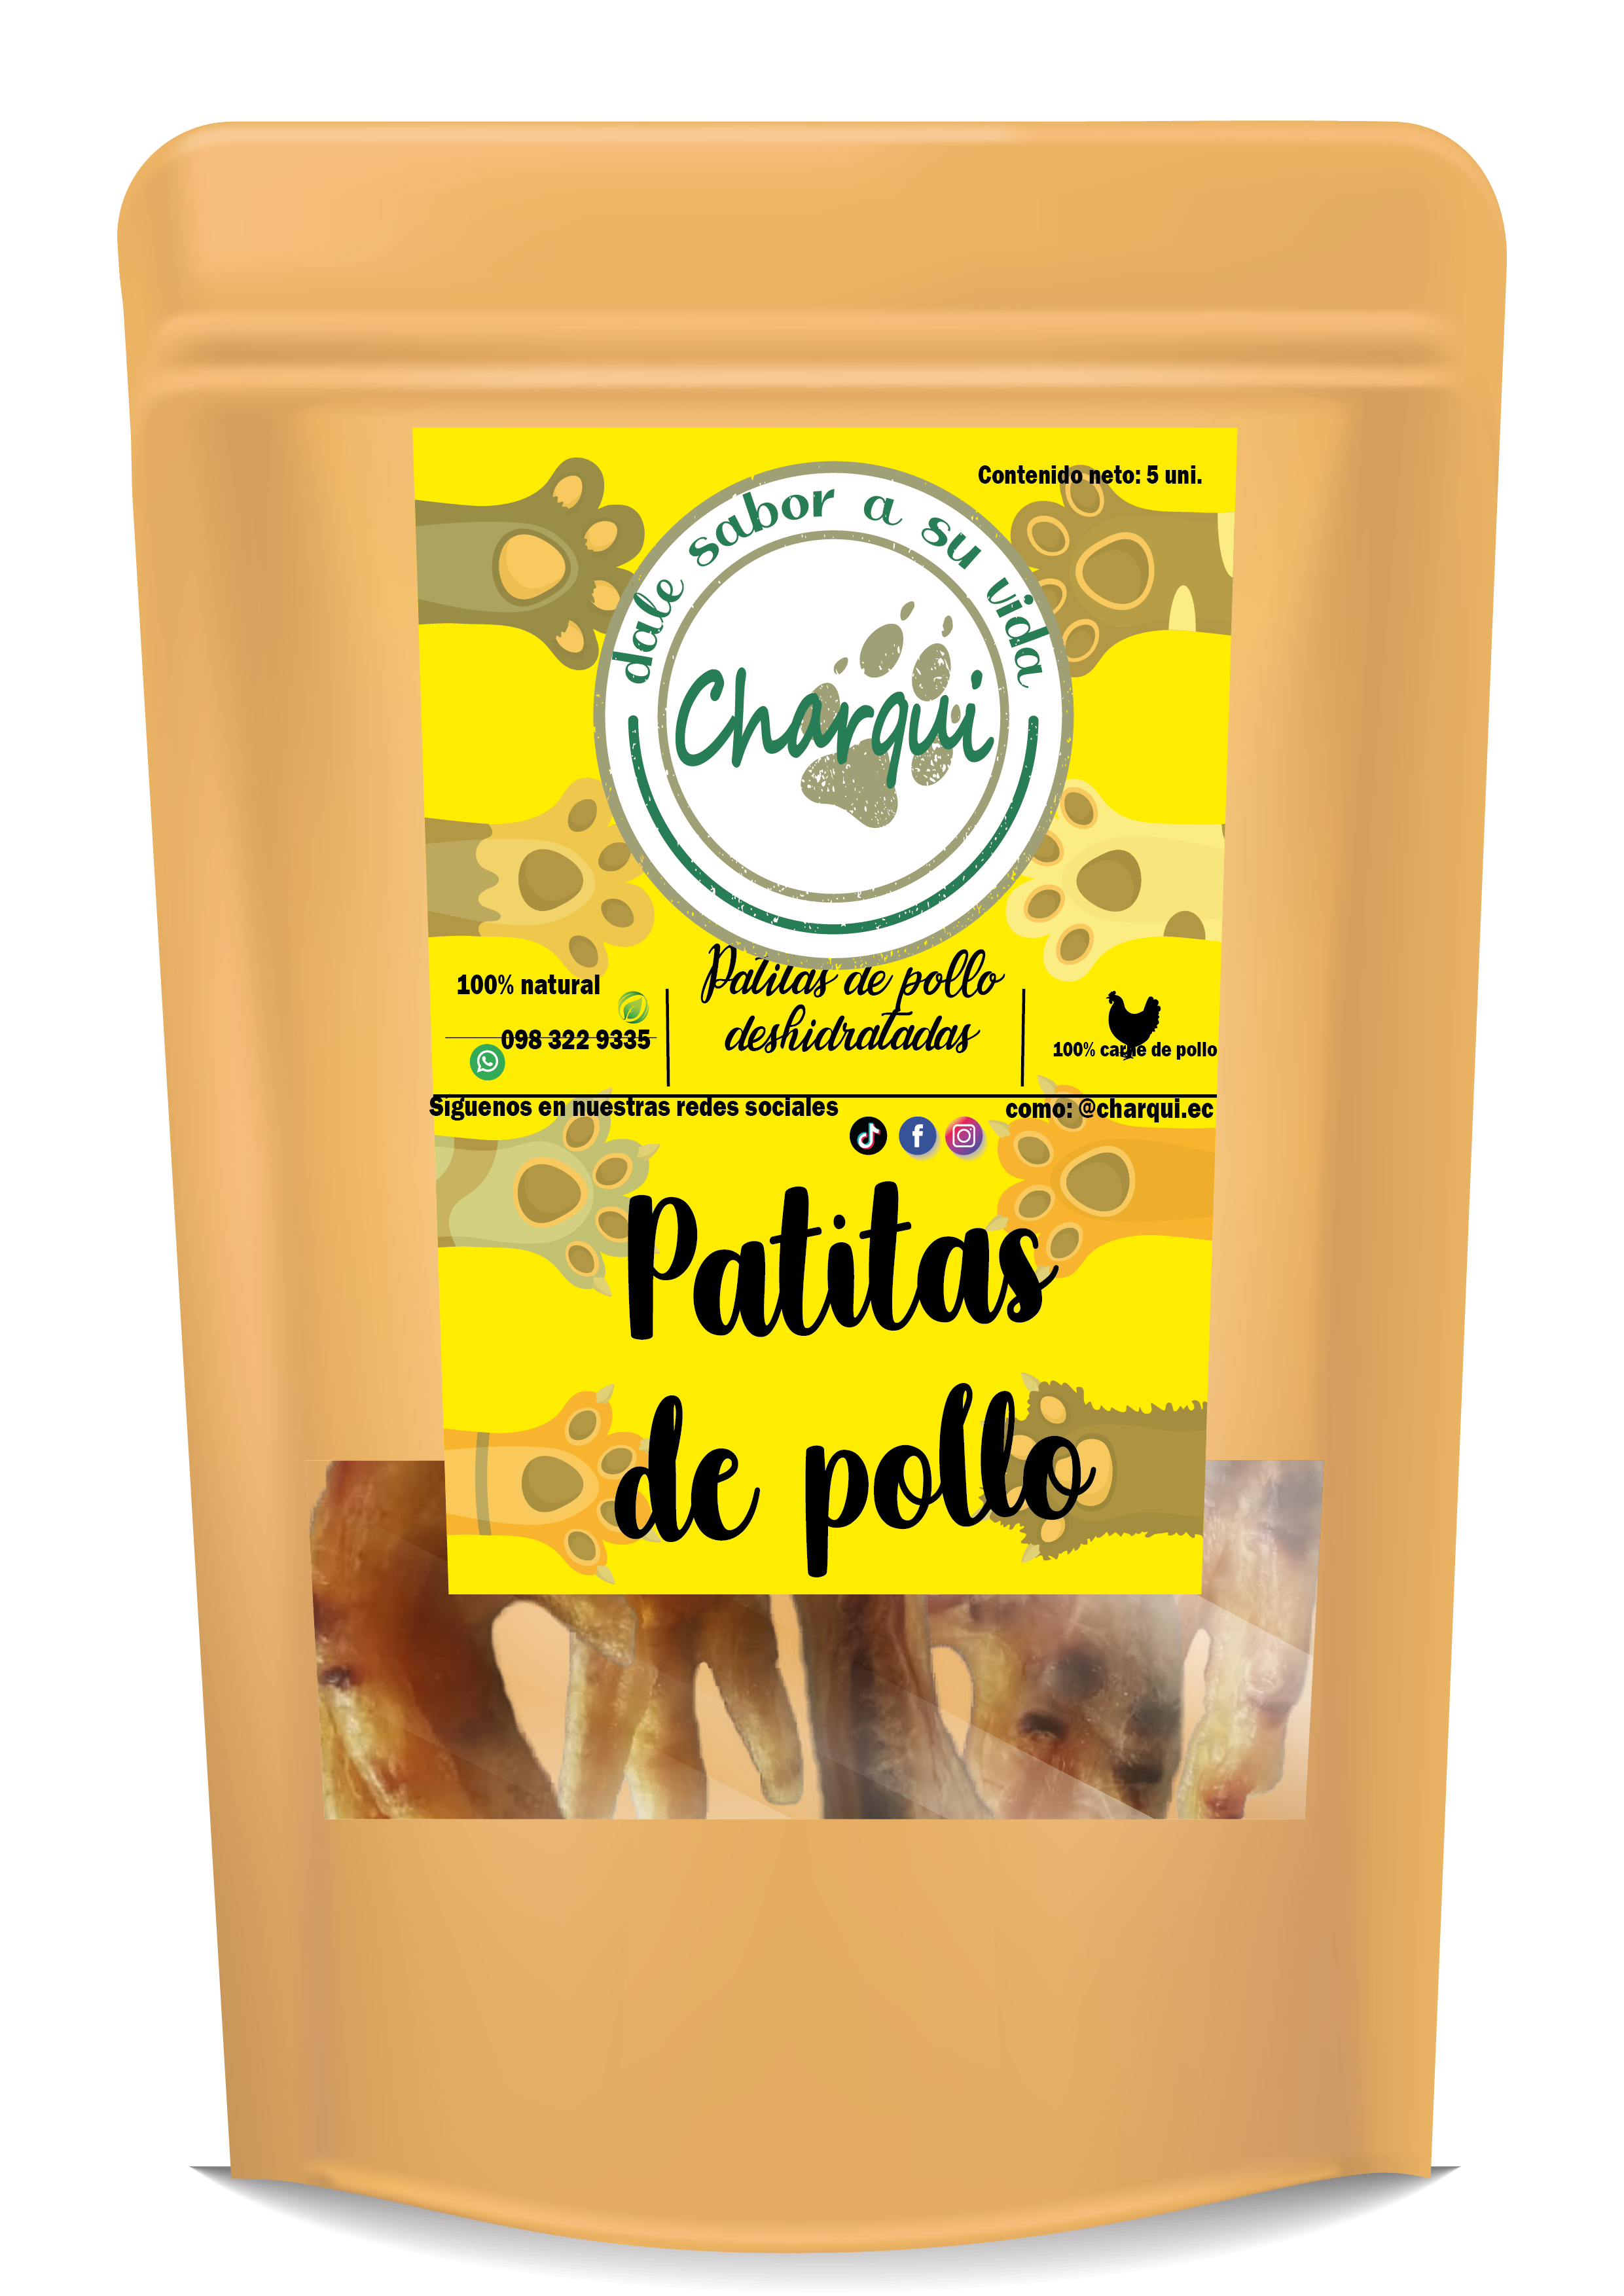 Contenido neto: 5 uni.
dale sabor a su vida
Charqui
100% natural
098 322 9335
Patitas de pollo
deshidratadas
100% carne de pollo
Síguenos en nuestras redes sociales
como: @charqui.ec
Patitas
de pollo